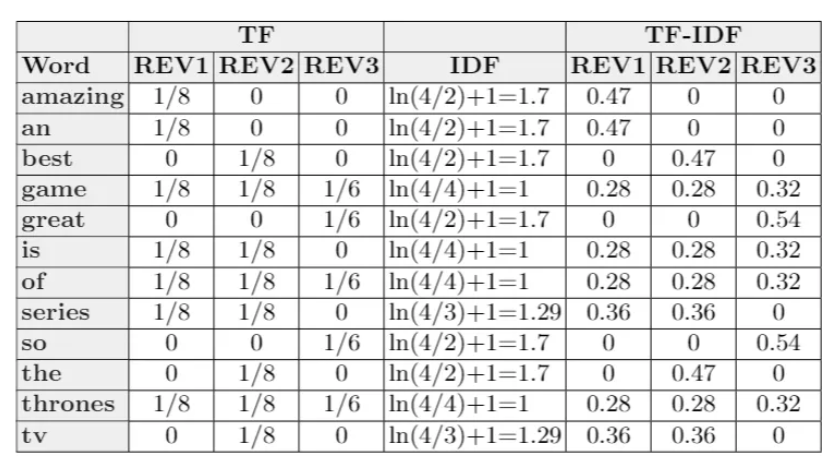 TF TF-IDF
Word REV1 REV2 REV3 IDF REV1 REV2 REV3
amazing 1/8 0 0 ln(4/2)+1=1.7 0.47 0 0
an 1/8 0 0 ln(4/2)+1=1.7 0.47 0 0
best 0 1/8 0 ln(4/2)+1=1.7 0 0.47 0
game 1/8 1/8 1/6 ln(4/4)+1=1 0.28 0.28 0.32
great 0 0 1/6 ln(4/2)+1=1.7 0 0 0.54
is 1/8 1/8 0 ln(4/4)+1=1 0.28 0.28 0.32
of 1/8 1/8 1/6 ln(4/4)+1=1 0.28 0.28 0.32
series 1/8 1/8 0 ln(4/3)+1=1.29 0.36 0.36 0
so 0 0 1/6 ln(4/2)+1=1.7 0 0 0.54
the 0 1/8 0 ln(4/2)+1=1.7 0 0.47 0
thrones 1/8 1/8 1/6 ln(4/4)+1=1 0.28 0.28 0.32
tv 0 1/8 0 ln(4/3)+1=1.29 0.36 0.36 0